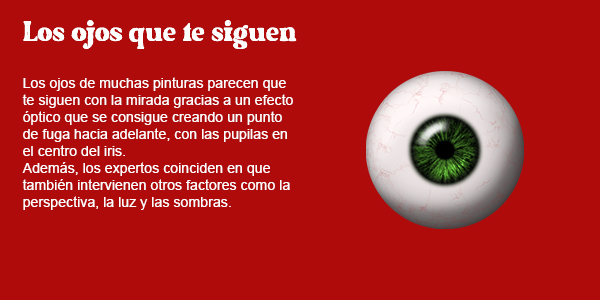 Los ojos que te siguen
Los ojos de muchas pinturas parecen que
te siguen con la mirada gracias a un efecto
óptico que se consigue creando un punto
de fuga hacia adelante, con las pupilas en
el centro del iris.
Además, los expertos coinciden en que
también intervienen otros factores como la
perspectiva, la luz y las sombras.